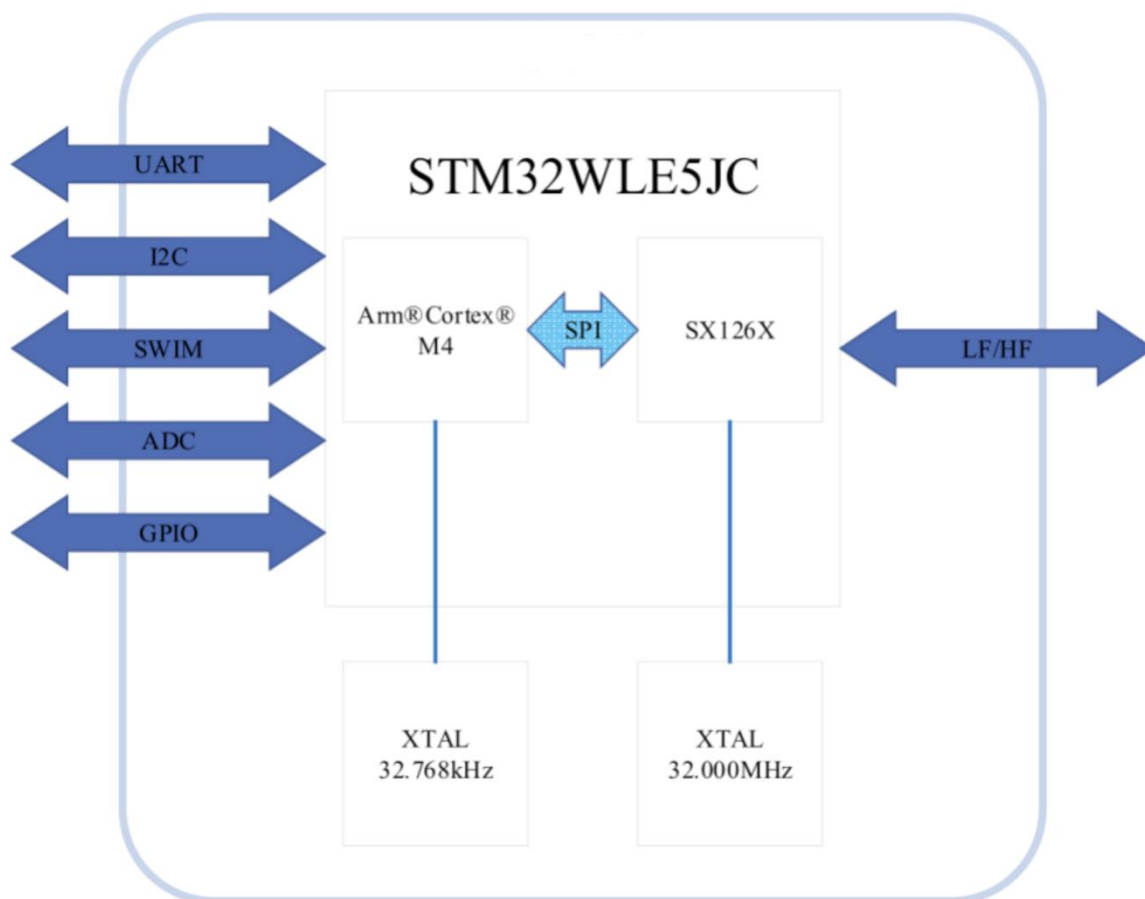 STM32WLE5JC
UART
I2C
SWIM
ADC
GPIO
Arm®Cortex®
M4
SPI
SX126X
LF/HF
XTAL
32.768kHz
XTAL
32.000MHz